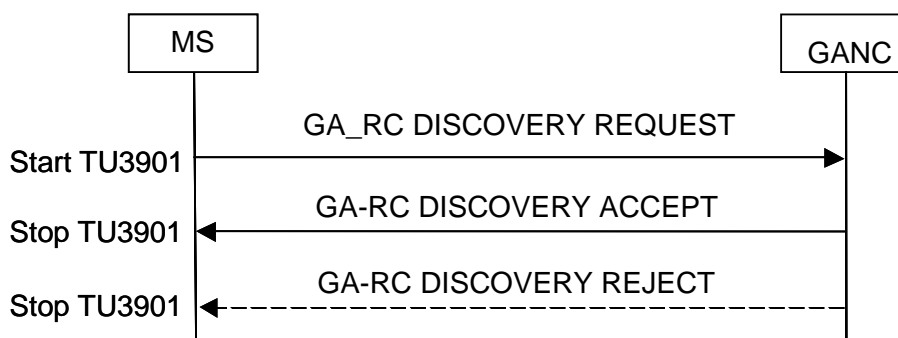 MS
GANC
GA_RC DISCOVERY REQUEST
Start TU3901
GA-RC DISCOVERY ACCEPT
Stop TU3901
GA-RC DISCOVERY REJECT
Stop TU3901